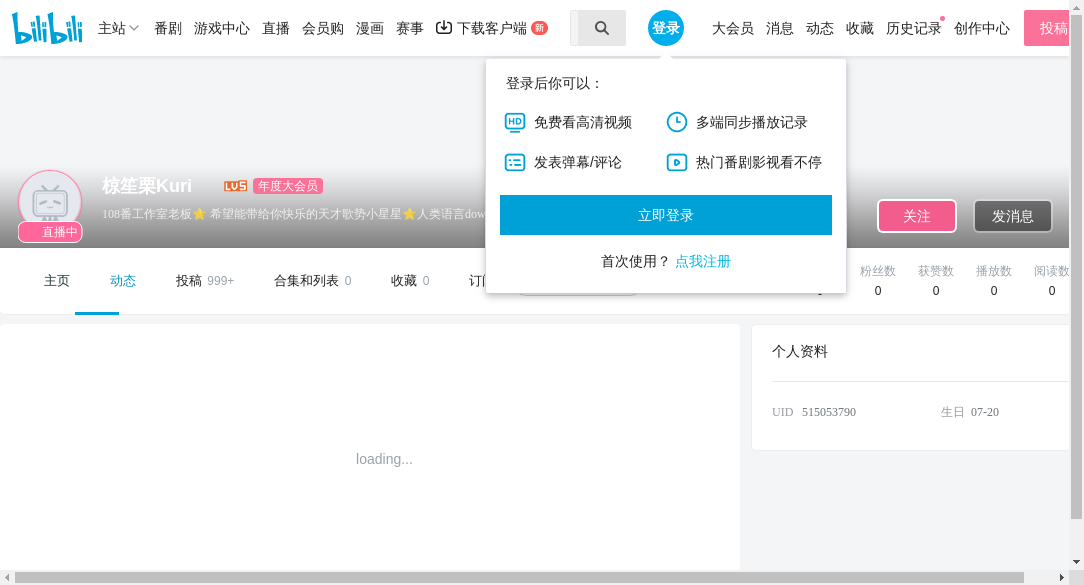 bilibili 主站 番剧 游戏中心 直播 会员购 漫画 赛事 下载客户端 新 登录 大会员 消息 动态 收藏 历史记录 创作中心 投稿
登录后你可以：
HD 免费看高清视频 多端同步播放记录
发表弹幕/评论 热门番剧影视看不停
立即登录
首次使用？ 点我注册
椋笙栗Kuri LV5 年度大会员
108番工作室老板⭐ 希望能带给你快乐的天才歌势小星星⭐人类语言dow
直播中
关注 发消息
主页 动态 投稿 999+ 合集和列表 0 收藏 0
粉丝数 获赞数 播放数 阅读数
0 0 0 0
loading...
个人资料
UID 515053790 生日 07-20